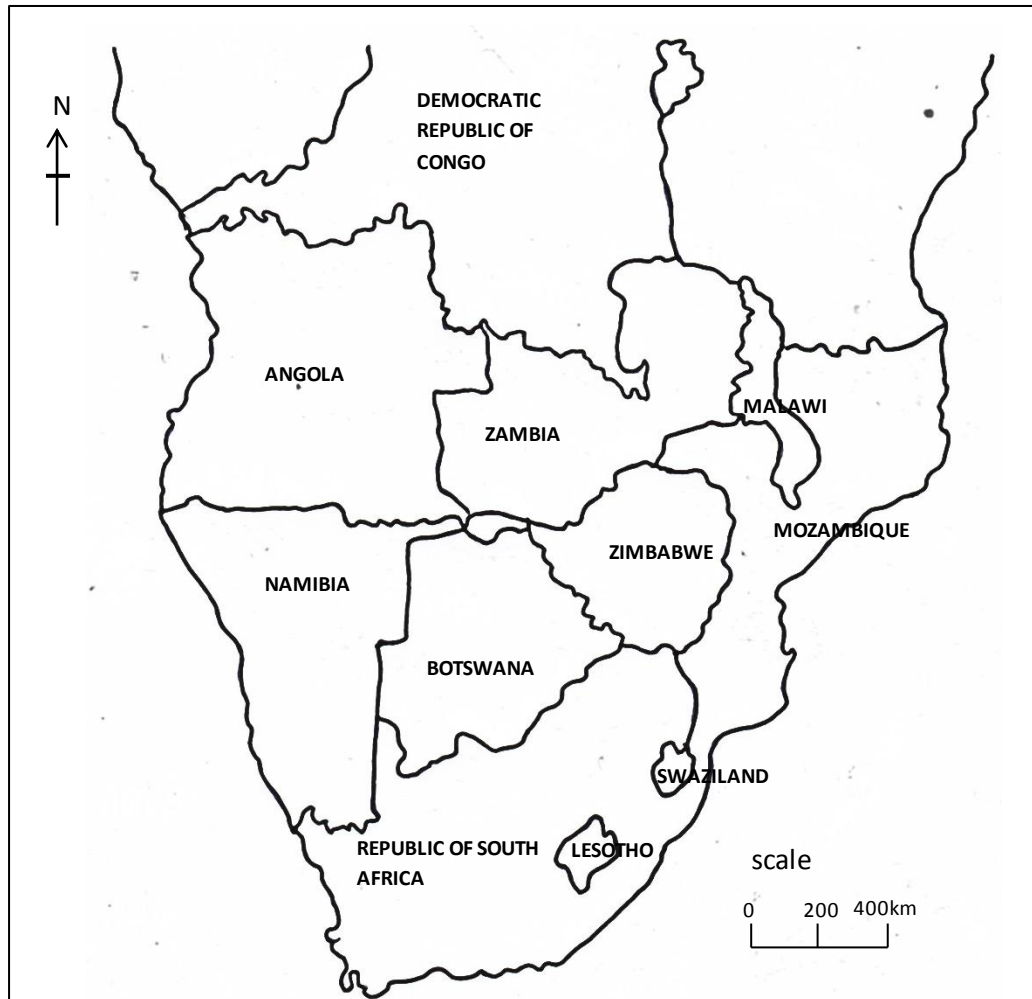 DEMOCRATIC
REPUBLIC OF
CONGO
N
ANGOLA
MALAWI
ZAMBIA
MOZAMBIQUE
ZIMBABWE
NAMIBIA
BOTSWANA
SWAZILAND
REPUBLIC OF SOUTH
AFRICA
LESOTHO
scale
0 200 400km